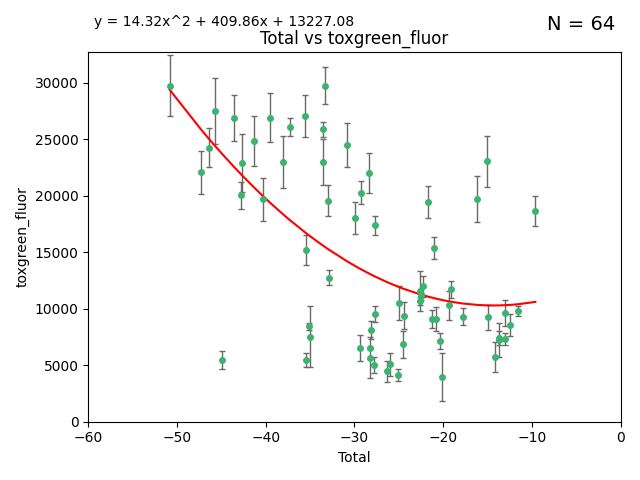 y = 14.32x^2 + 409.86x + 13227.08
N = 64
Total vs toxgreen_fluor
toxgreen_fluor
30000
25000
20000
15000
10000
5000
0
−60
−50
−40
−30
−20
−10
0
Total